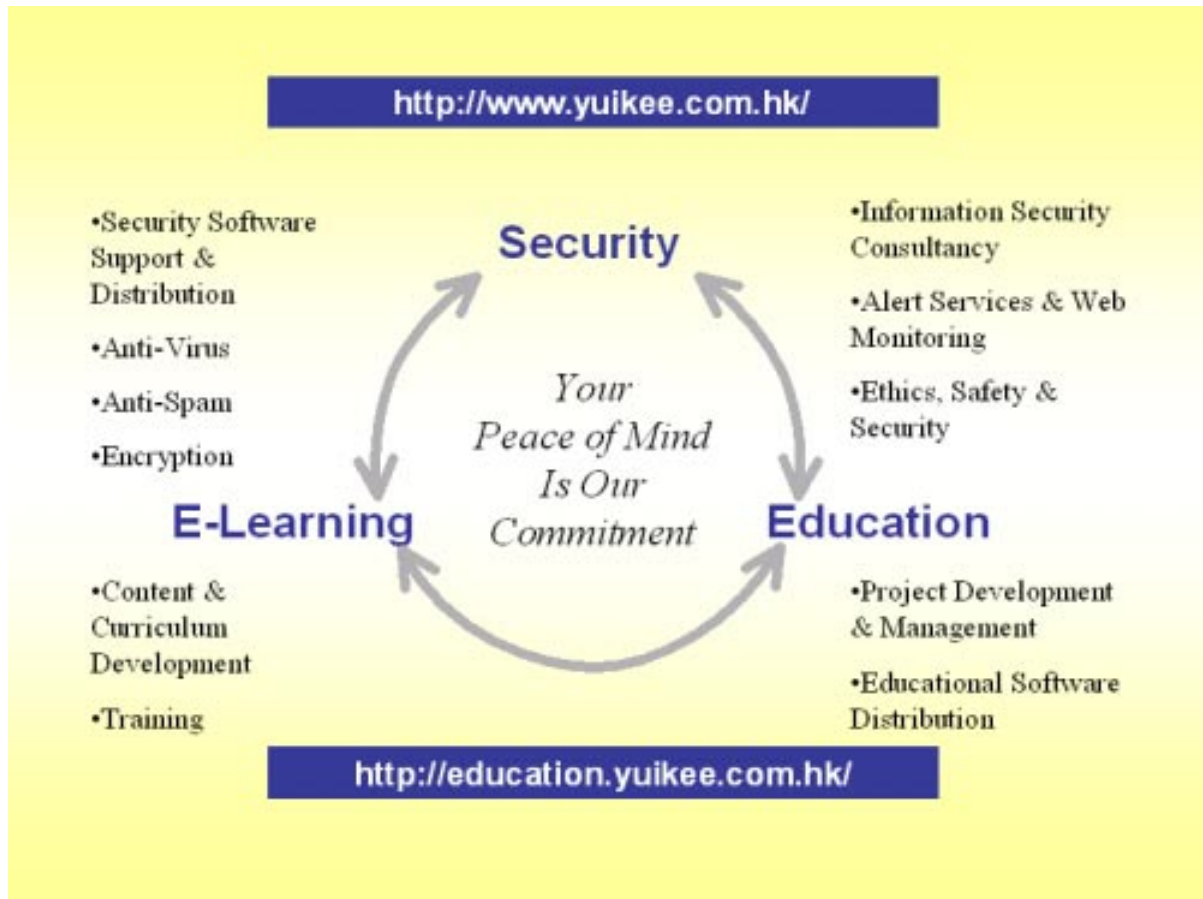 http://www.yuikee.com.hk/
•Security Software
Support &
Distribution
•Anti-Virus
•Anti-Spam
•Encryption
Security
•Information Security
Consultancy
•Alert Services & Web
Monitoring
•Ethics, Safety &
Security
Your
Peace of Mind
Is Our
Commitment
E-Learning
Education
•Content &
Curriculum
Development
•Training
•Project Development
& Management
•Educational Software
Distribution
http://education.yuikee.com.hk/